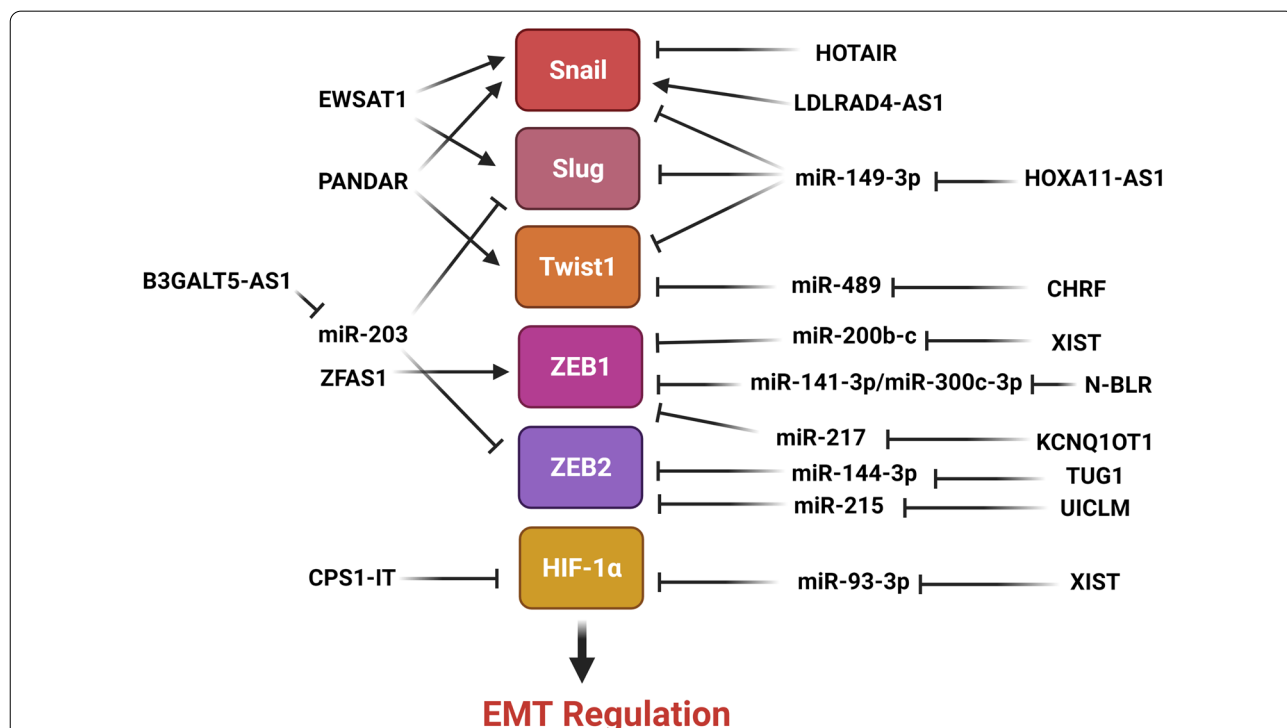 Snail
HOTAIR
EWSAT1
LDLRAD4-AS1
Slug
PANDAR
miR-149-3p
HOXA11-AS1
Twist1
B3GALT5-AS1
miR-489
CHRF
miR-203
miR-200b-c
XIST
ZFAS1
ZEB1
miR-141-3p/miR-300c-3p
N-BLR
miR-217
KCNQ1OT1
ZEB2
miR-144-3p
TUG1
miR-215
UICLM
CPS1-IT
HIF-1α
miR-93-3p
XIST
EMT Regulation